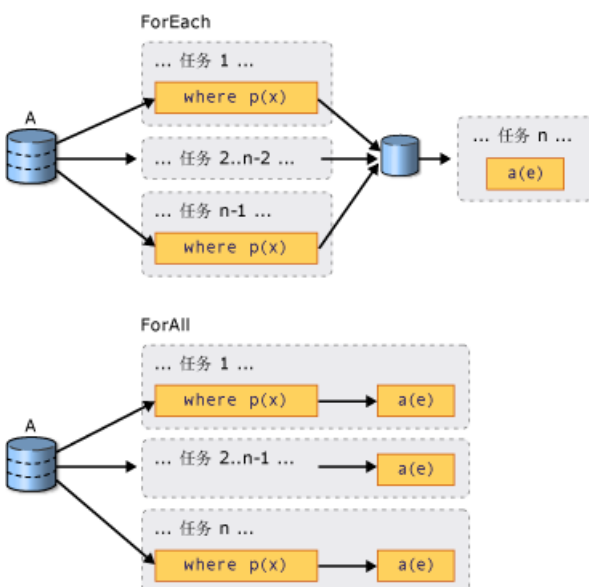 ForEach
... 任务 1 ...
where p(x)
A
... 任务 2..n-2 ...
... 任务 n ...
a(e)
... 任务 n-1 ...
where p(x)
ForAll
... 任务 1 ...
where p(x)
a(e)
A
... 任务 2..n-1 ...
a(e)
... 任务 n ...
where p(x)
a(e)